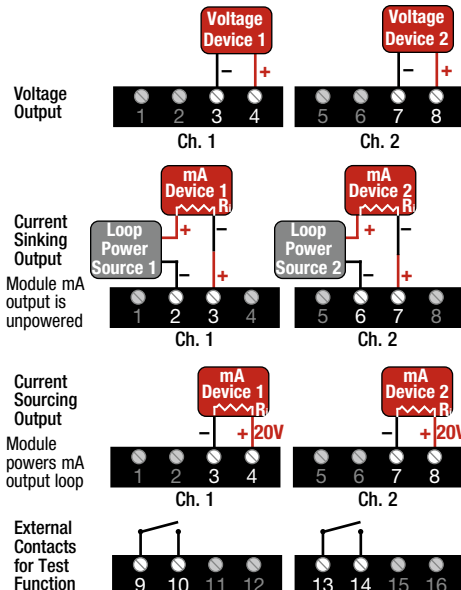 Voltage
Output
Voltage
Device 1
– +
1 2 3 4
Ch. 1
Voltage
Device 2
– +
5 6 7 8
Ch. 2
Current
Sinking
Output
Module mA
output is
unpowered
mA
Device 1
Ri
Loop
Power
Source 1
+ –
– +
1 2 3 4
Ch. 1
mA
Device 2
Ri
Loop
Power
Source 2
+ –
– +
5 6 7 8
Ch. 2
Current
Sourcing
Output
Module
powers mA
output loop
mA
Device 1
Ri
– + 20V
1 2 3 4
Ch. 1
mA
Device 2
Ri
– + 20V
5 6 7 8
Ch. 2
External
Contacts
for Test
Function
9 10 11 12
13 14 15 16